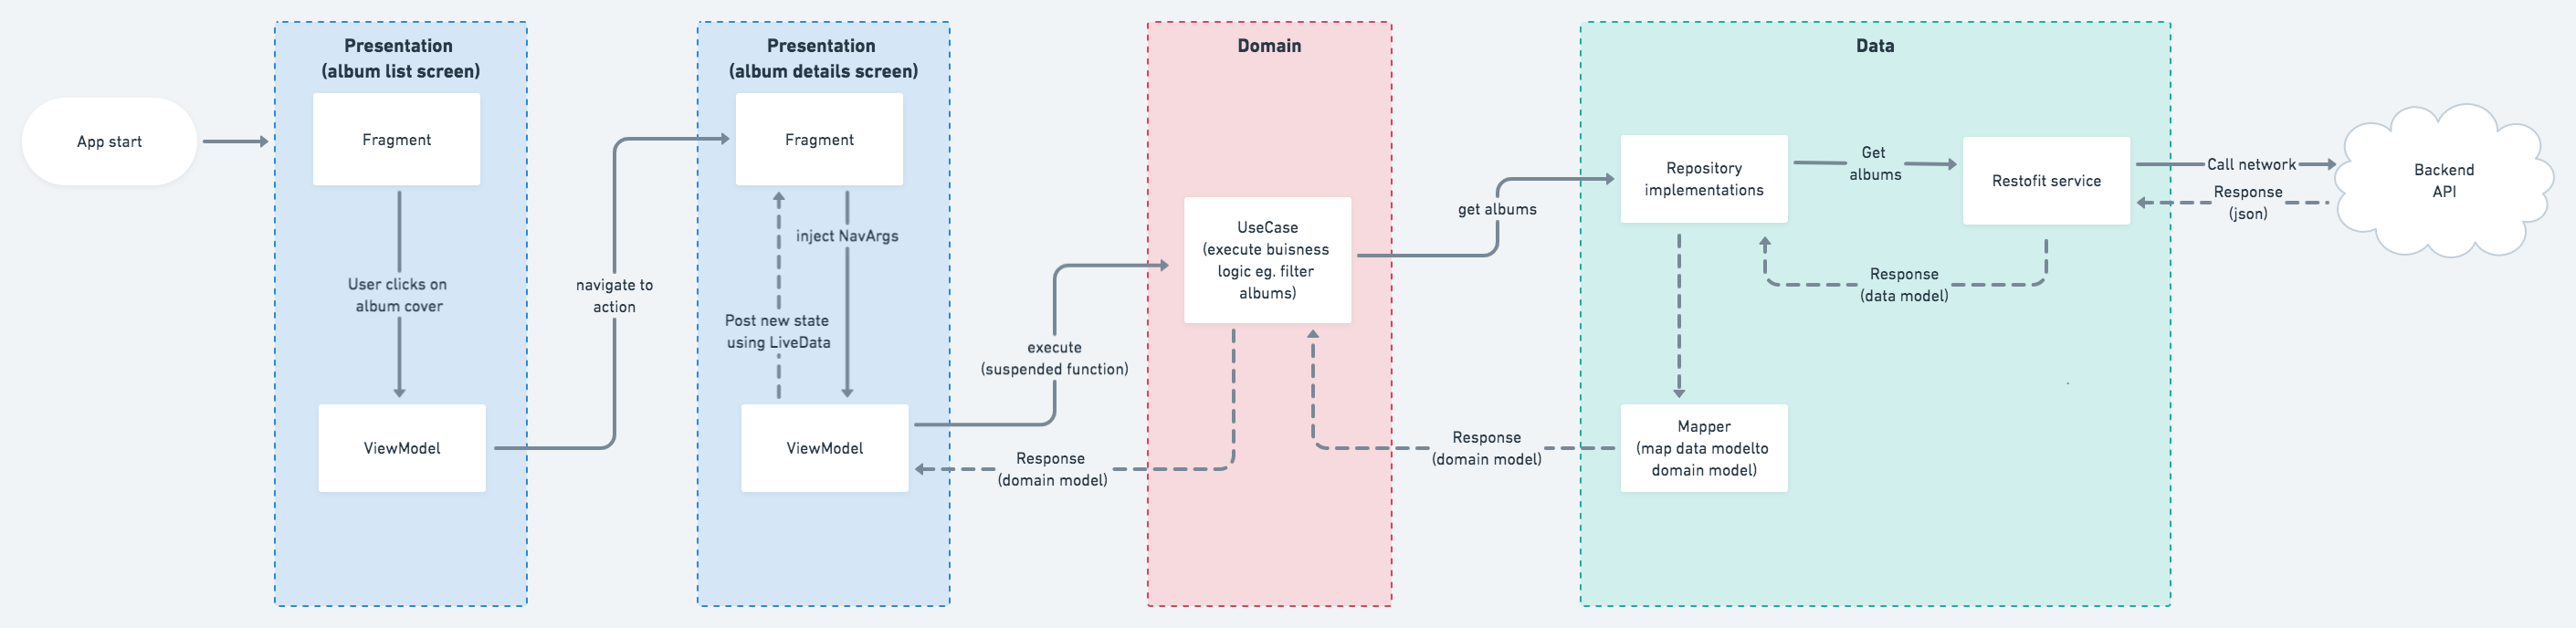 App start
Presentation
(album list screen)
Fragment
User clicks on
album cover
ViewModel
navigate to
action
Presentation
(album details screen)
Fragment
inject NavArgs
Post new state
using LiveData
ViewModel
execute
(suspended function)
Response
(domain model)
Domain
UseCase
(execute buisness
logic eg. filter
albums)
get albums
Response
(domain model)
Data
Repository
implementations
Get
albums
Restofit service
Response
(data model)
Mapper
(map data modelto
domain model)
Call network
Response
(json)
Backend
API